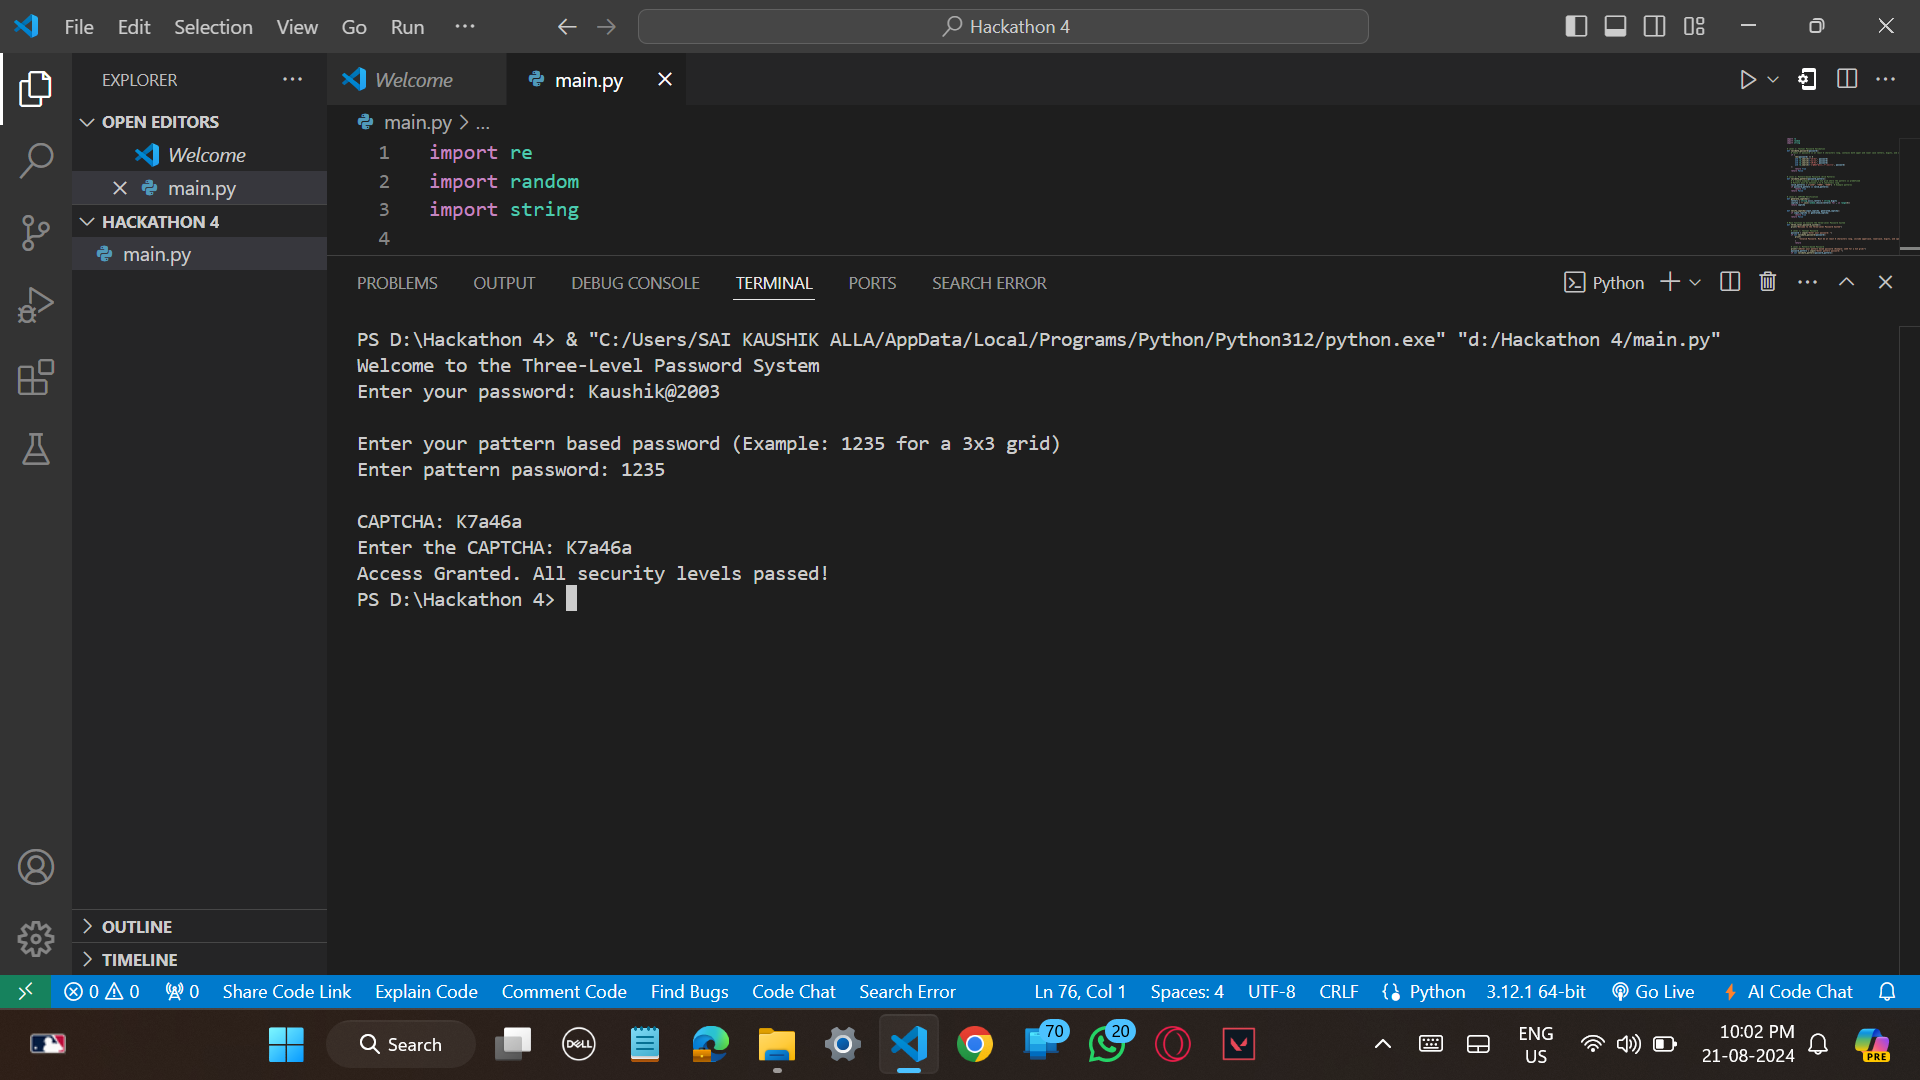 File Edit Selection View Go Run ···
Hackathon 4
EXPLORER
Welcome
main.py
OPEN EDITORS
Welcome
main.py
HACKATHON 4
main.py
main.py > ...
1 import re
2 import random
3 import string
4
PROBLEMS OUTPUT DEBUG CONSOLE TERMINAL PORTS SEARCH ERROR
Python
PS D:\Hackathon 4> & "C:/Users/SAI KAUSHIK ALLA/AppData/Local/Programs/Python/Python312/python.exe" "d:/Hackathon 4/main.py"
Welcome to the Three-Level Password System
Enter your password: Kaushik@2003
Enter your pattern based password (Example: 1235 for a 3x3 grid)
Enter pattern password: 1235
CAPTCHA: K7a46a
Enter the CAPTCHA: K7a46a
Access Granted. All security levels passed!
PS D:\Hackathon 4>
OUTLINE
TIMELINE
0 0 0 Share Code Link Explain Code Comment Code Find Bugs Code Chat Search Error Ln 76, Col 1 Spaces: 4 UTF-8 CRLF Python 3.12.1 64-bit Go Live AI Code Chat
Search
DELL
70
20
ENG
US
10:02 PM
21-08-2024
PRE